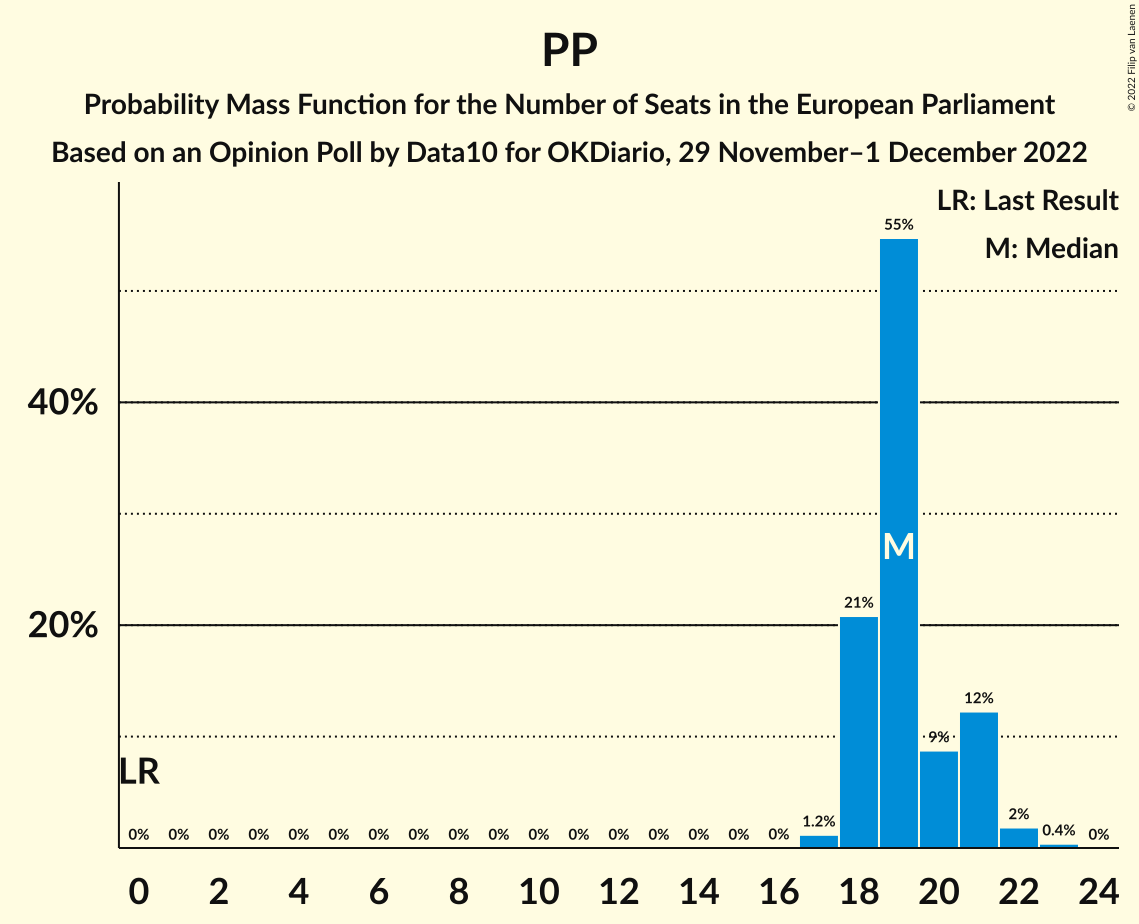 PP
Probability Mass Function for the Number of Seats in the European Parliament
Based on an Opinion Poll by Data10 for OKDiario, 29 November–1 December 2022
© 2022 Filip van Laenen
LR: Last Result
M: Median
55%
40%
M
21%
20%
12%
9%
LR
0% 0% 0% 0% 0% 0% 0% 0% 0% 0% 0% 0% 0% 0% 0% 0% 0% 1.2% 2% 0.4% 0%
0 2 4 6 8 10 12 14 16 18 20 22 24